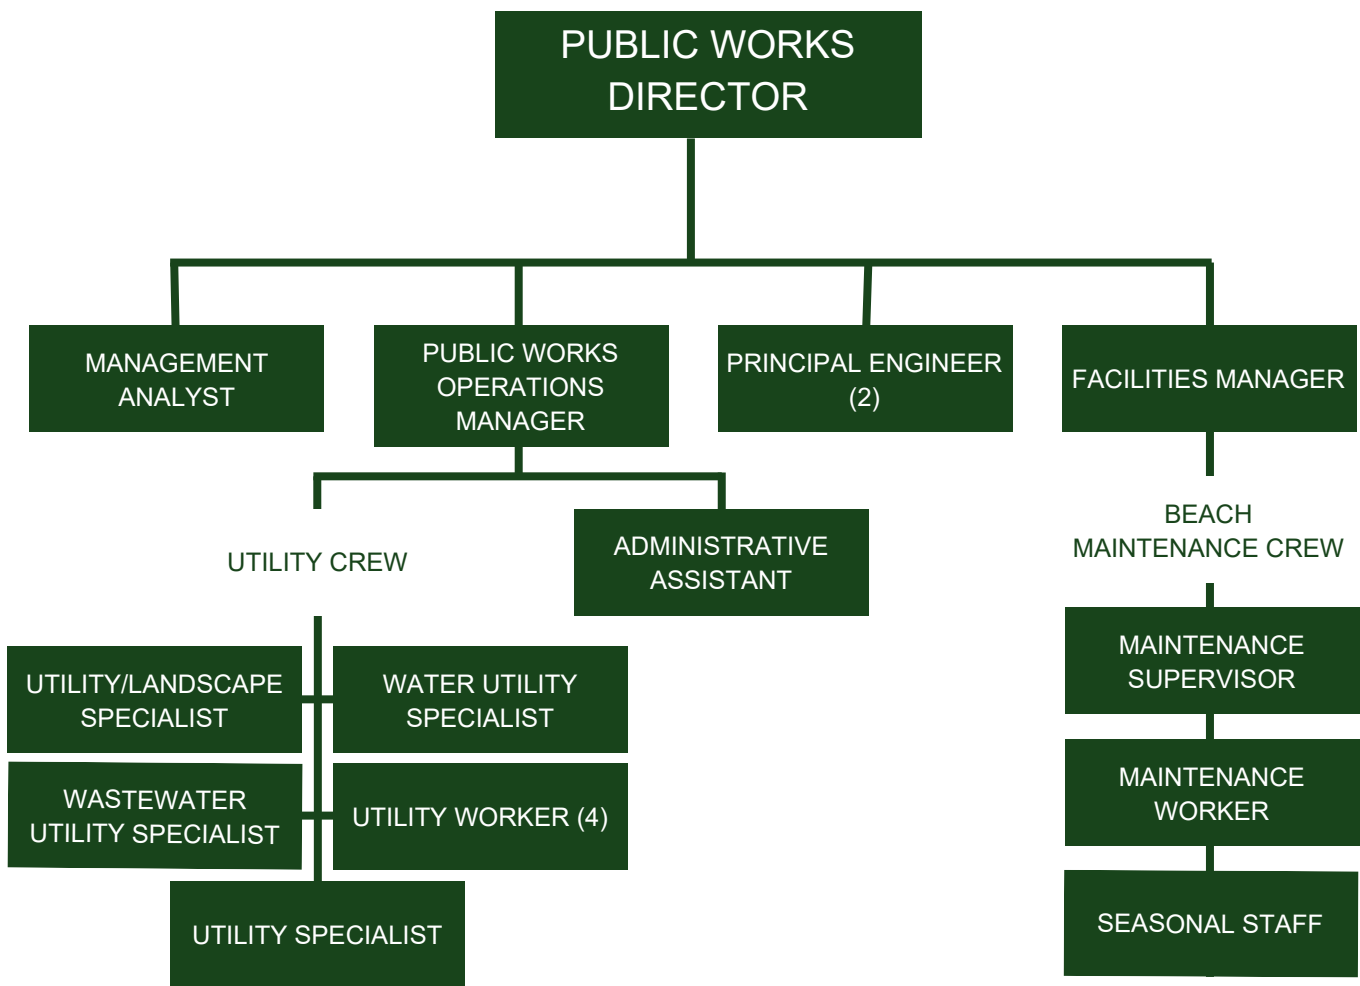 PUBLIC WORKS
DIRECTOR
MANAGEMENT
ANALYST
PUBLIC WORKS
OPERATIONS
MANAGER
PRINCIPAL ENGINEER
(2)
FACILITIES MANAGER
UTILITY CREW
ADMINISTRATIVE
ASSISTANT
BEACH
MAINTENANCE CREW
UTILITY/LANDSCAPE
SPECIALIST
WATER UTILITY
SPECIALIST
MAINTENANCE
SUPERVISOR
WASTEWATER
UTILITY SPECIALIST
UTILITY WORKER (4)
MAINTENANCE
WORKER
UTILITY SPECIALIST
SEASONAL STAFF